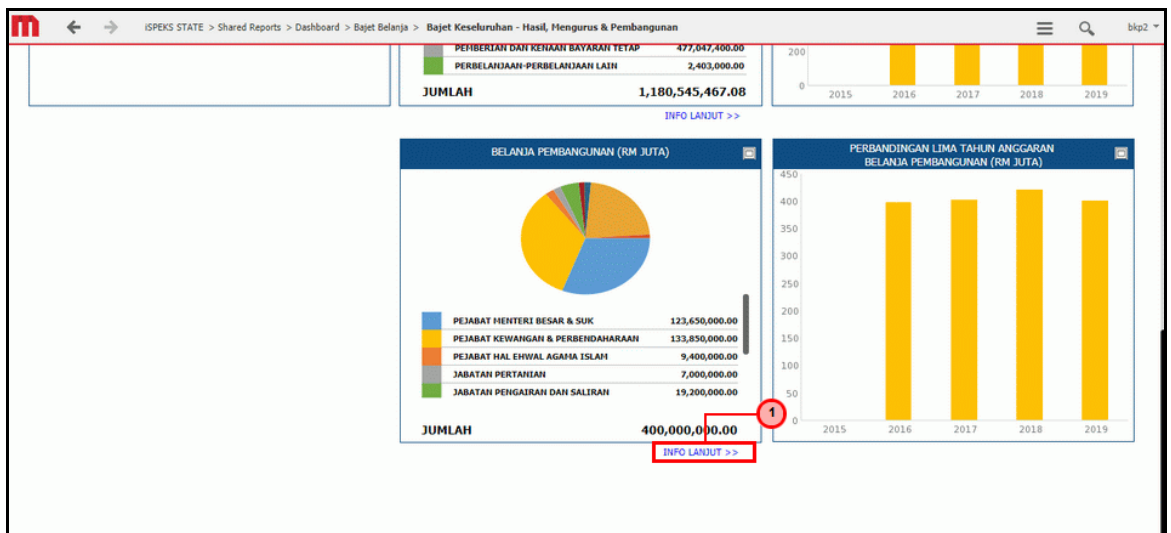 iSPEKS STATE > Shared Reports > Dashboard > Bajet Belanja > Bajet Keseluruhan - Hasil, Mengurus & Pembangunan
bkp2
PEMBERIAN DAN KENAAN BAYARAN TETAP 477,047,400.00
PERBELANJAAN-PERBELANJAAN LAIN 2,403,000.00
JUMLAH 1,180,545,467.08
INFO LANJUT >>
200
0
2015 2016 2017 2018 2019
BELANJA PEMBANGUNAN (RM JUTA)
PEJABAT MENTERI BESAR & SUK 123,650,000.00
PEJABAT KEWANGAN & PERBENDAHARAAN 133,850,000.00
PEJABAT HAL EHWAL AGAMA ISLAM 9,400,000.00
JABATAN PERTANIAN 7,000,000.00
JABATAN PENGAIRAN DAN SALIRAN 19,200,000.00
JUMLAH 400,000,000.00
INFO LANJUT >>
1
PERBANDINGAN LIMA TAHUN ANGGARAN
BELANJA PEMBANGUNAN (RM JUTA)
450
400
350
300
250
200
150
100
50
0
2015 2016 2017 2018 2019